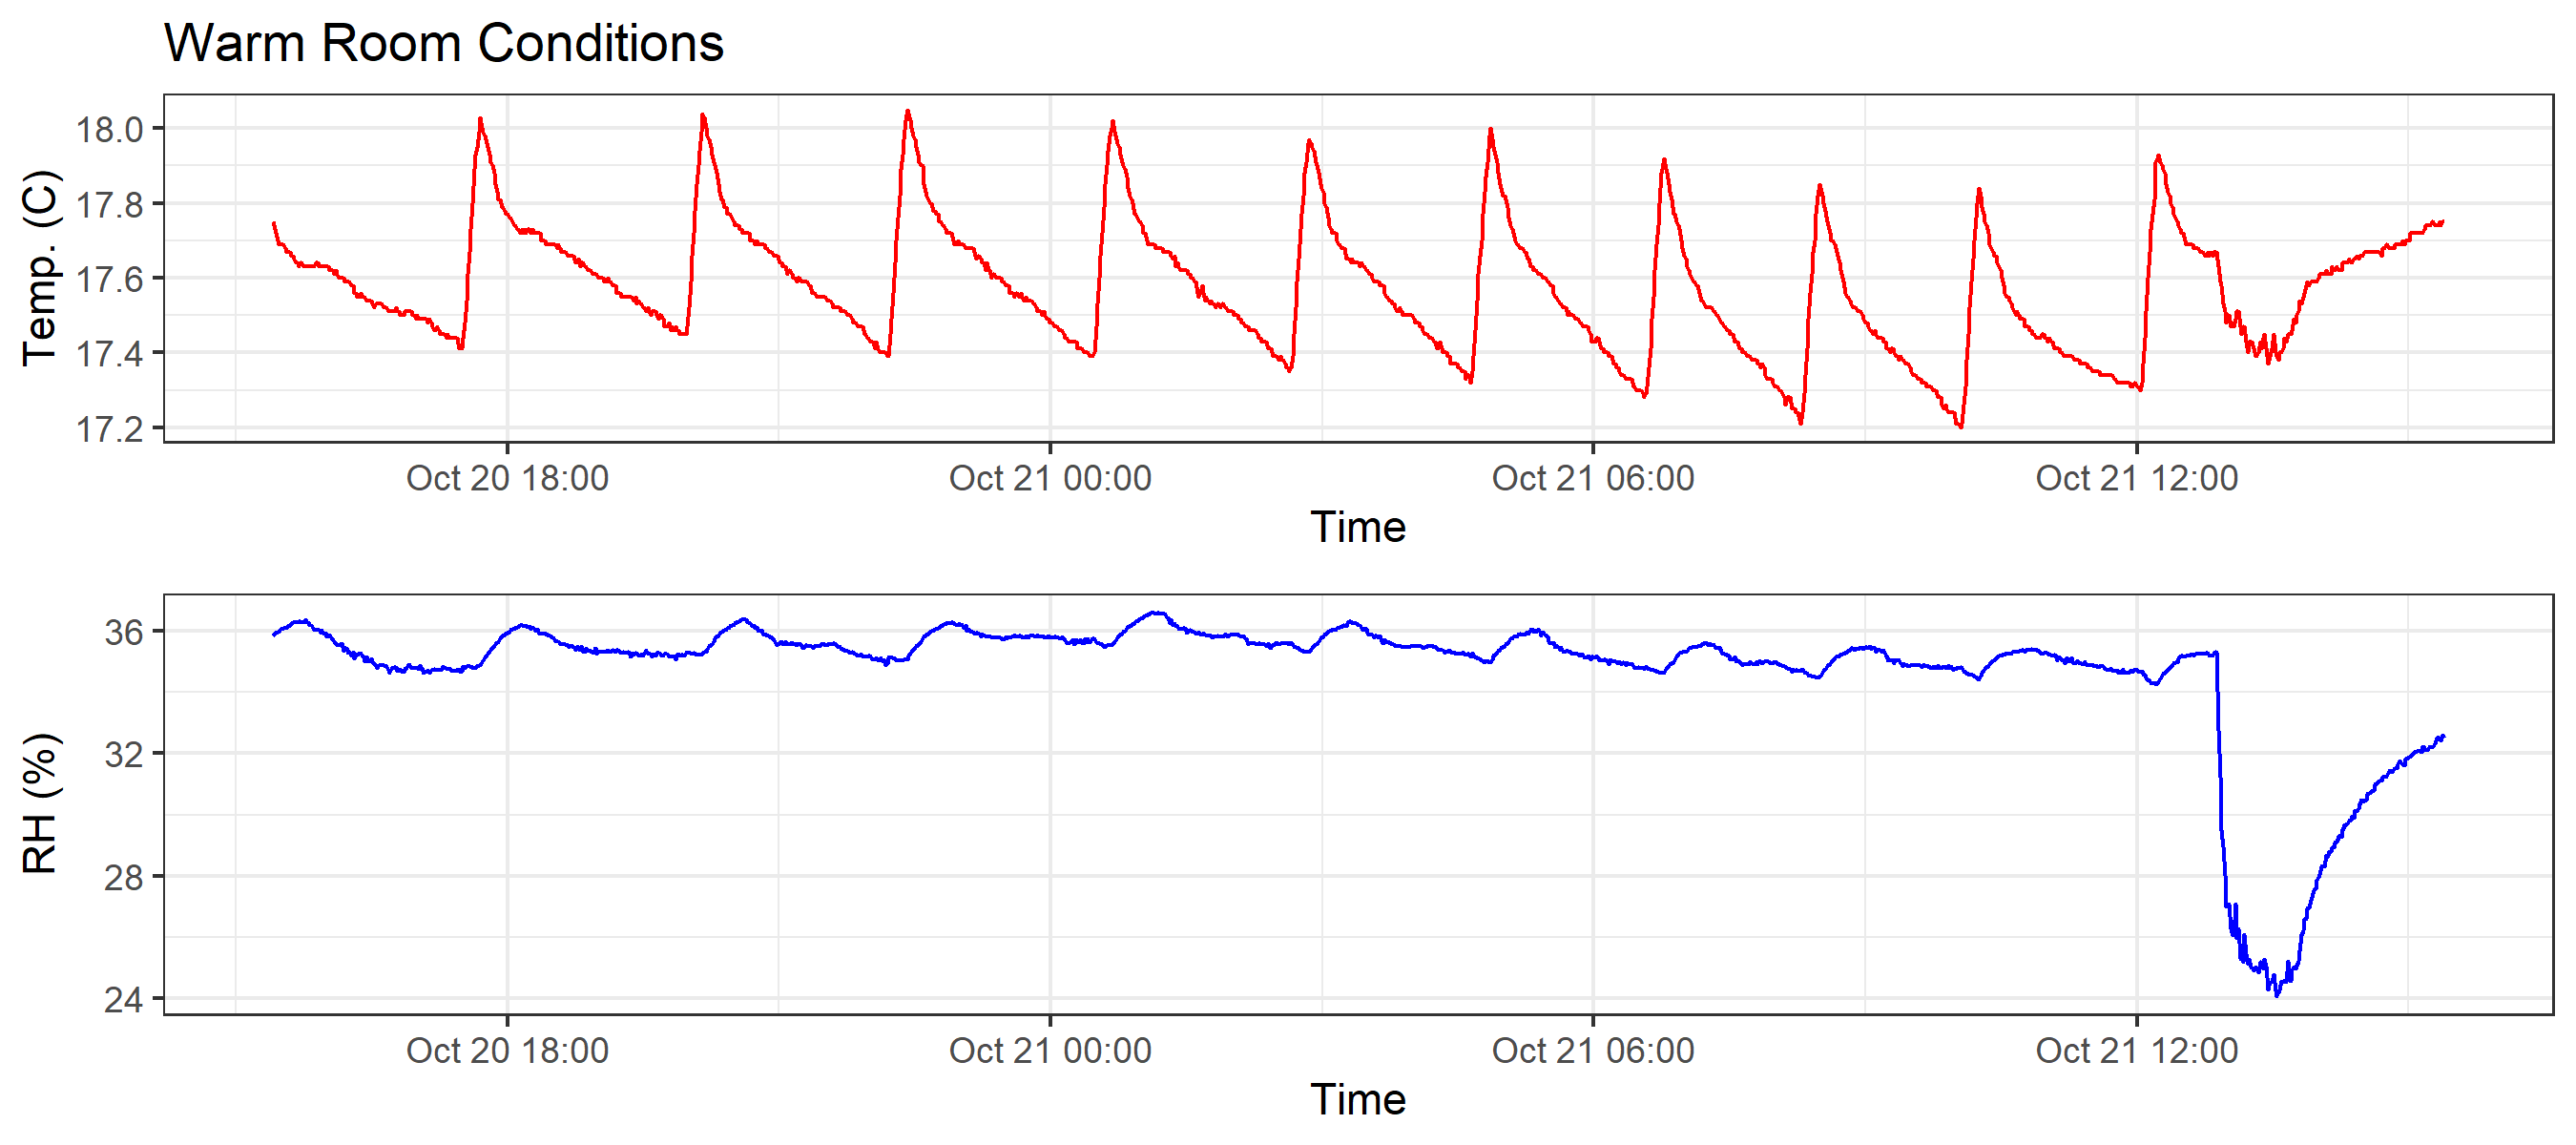 Warm Room Conditions
Temp. (C)
18.0
17.8
17.6
17.4
17.2
Oct 20 18:00 Oct 21 00:00 Oct 21 06:00 Oct 21 12:00
Time
RH (%)
36
32
28
24
Oct 20 18:00 Oct 21 00:00 Oct 21 06:00 Oct 21 12:00
Time